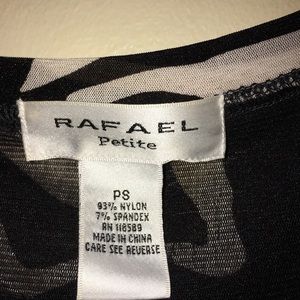 RAFAEL
Petite
PS
93% NYLON
7% SPANDEX
RN 118589
MADE IN CHINA
CARE SEE REVERSE